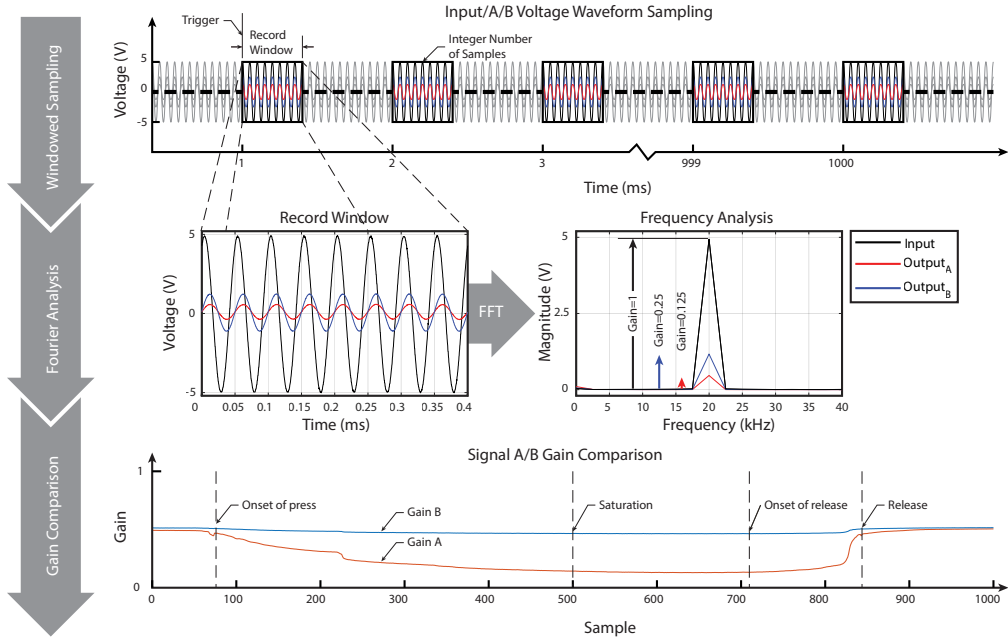 Windowed Sampling
Fourier Analysis
Gain Comparison
Input/A/B Voltage Waveform Sampling
Trigger
Record
Window
Integer Number
of Samples
Voltage (V)
5
0
-5
1
2
3
999
1000
Time (ms)
Record Window
Voltage (V)
5
0
-5
0
0.05
0.1
0.15
0.2
0.25
0.3
0.35
0.4
Time (ms)
FFT
Frequency Analysis
Magnitude (V)
5
2.5
0
Gain=1
Gain=0.25
Gain=0.125
0
5
10
15
20
25
30
35
40
Frequency (kHz)
Input
OutputA
OutputB
Signal A/B Gain Comparison
Gain
1
0
Onset of press
Gain B
Gain A
Saturation
Onset of release
Release
0
100
200
300
400
500
600
700
800
900
1000
Sample